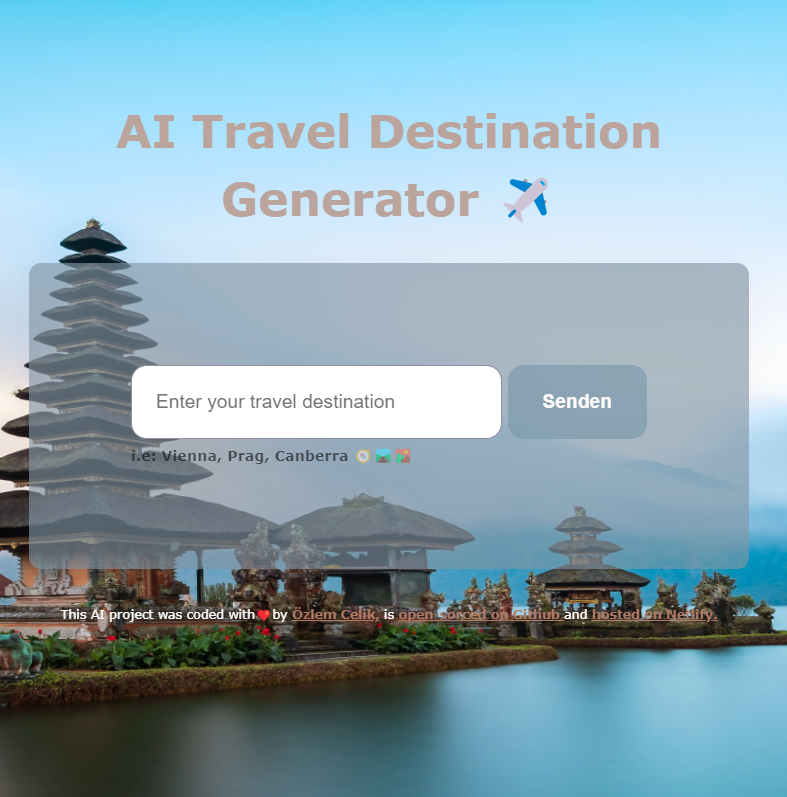 AI Travel Destination
Generator ✈️
Enter your travel destination
Senden
i.e: Vienna, Prag, Canberra 🧭🏞️🌇
This AI project was coded with❤️by Özlem Celik, is open-sorced on Github and hosted on Netlify.